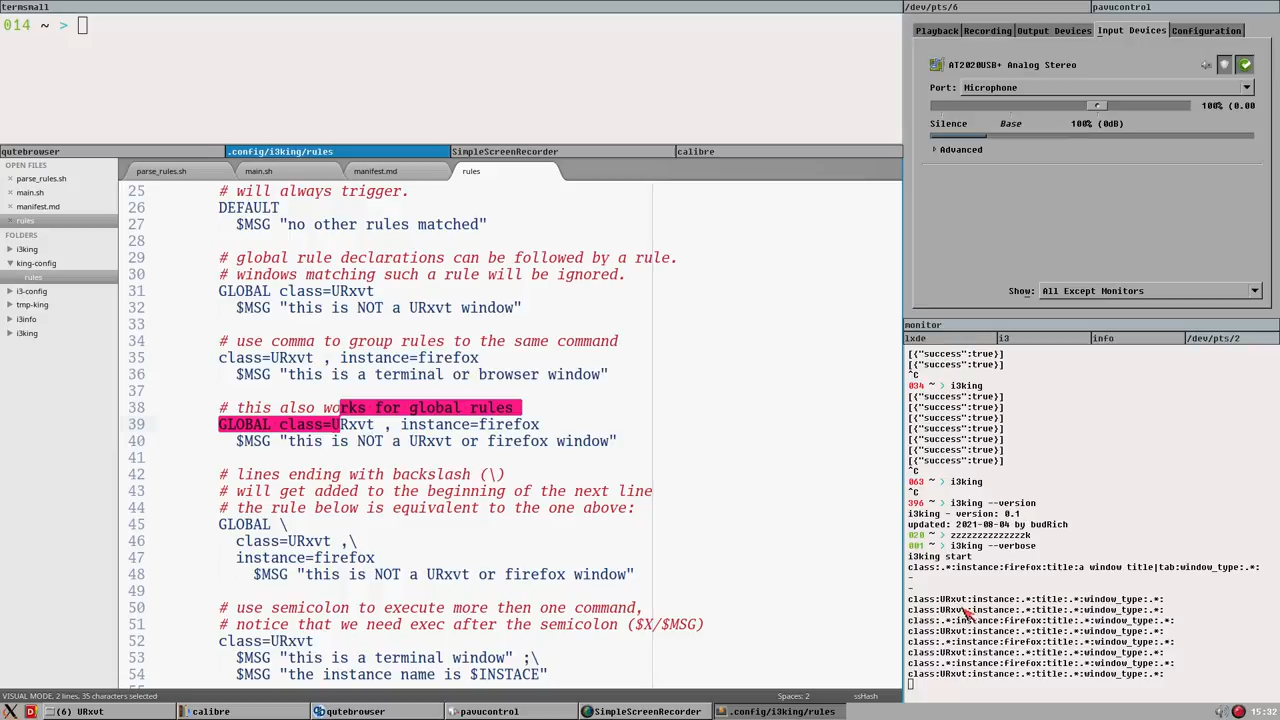 termsmall
014 ~ >
qutebrowser
.config/i3king/rules
SimpleScreenRecorder
calibre
OPEN FILES
parse_rules.sh
main.sh
manifest.md
rules
FOLDERS
i3king
king-config
rules
i3-config
tmp-king
i3info
i3king
parse_rules.sh
main.sh
manifest.md
rules
25 # will always trigger.
26 DEFAULT
27 $MSG "no other rules matched"
28
29 # global rule declarations can be followed by a rule.
30 # windows matching such a rule will be ignored.
31 GLOBAL class=URxvt
32 $MSG "this is NOT a URxvt window"
33
34 # use comma to group rules to the same command
35 class=URxvt , instance=firefox
36 $MSG "this is a terminal or browser window"
37
38 # this also works for global rules
39 GLOBAL class=URxvt , instance=firefox
40 $MSG "this is NOT a URxvt or firefox window"
41
42 # lines ending with backslash (\)
43 # will get added to the beginning of the next line
44 # the rule below is equivalent to the one above:
45 GLOBAL \
46 class=URxvt ,\
47 instance=firefox
48 $MSG "this is NOT a URxvt or firefox window"
49
50 # use semicolon to execute more then one command,
51 # notice that we need exec after the semicolon ($X/$MSG)
52 class=URxvt
53 $MSG "this is a terminal window" ;\
54 $MSG "the instance name is $INSTACE"
VISUAL MODE, 2 lines, 35 characters selected
Spaces: 2
ssHash
/dev/pts/6
pavucontrol
Playback
Recording
Output Devices
Input Devices
Configuration
AT2020USB+ Analog Stereo
Port:
Microphone
100% (0.00
Silence
Base
100% (0dB)
Advanced
Show:
All Except Monitors
monitor
lxde
i3
info
/dev/pts/2
[{"success":true}]
[{"success":true}]
^C
034 ~ > i3king
[{"success":true}]
[{"success":true}]
[{"success":true}]
[{"success":true}]
[{"success":true}]
[{"success":true}]
[{"success":true}]
^C
063 ~ > i3king
^C
396 ~ > i3king --version
i3king - version: 0.1
updated: 2021-08-04 by budRich
020 ~ > zzzzzzzzzzzzzzk
001 ~ > i3king --verbose
i3king start
class:.*:instance:firefox:title:a window title|tab:window_type:.*:
-
-
class:URxvt:instance:.*:title:.*:window_type:.*:
class:URxvt:instance:.*:title:.*:window_type:.*:
class:.*:instance:firefox:title:.*:window_type:.*:
class:URxvt:instance:.*:title:.*:window_type:.*:
class:.*:instance:firefox:title:.*:window_type:.*:
class:URxvt:instance:.*:title:.*:window_type:.*:
class:.*:instance:firefox:title:.*:window_type:.*:
class:URxvt:instance:.*:title:.*:window_type:.*:
(6) URxvt
calibre
qutebrowser
pavucontrol
SimpleScreenRecorder
.config/i3king/rules
15:32